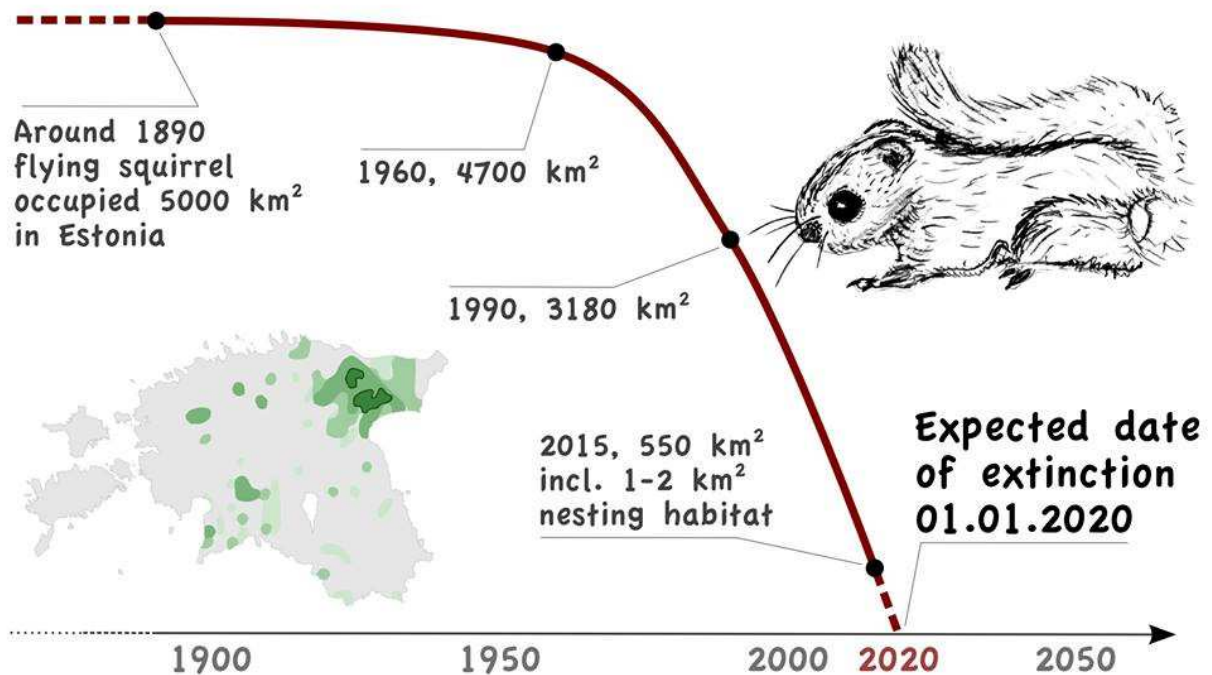 Around 1890
flying squirrel
occupied 5000 km²
in Estonia
1960, 4700 km²
1990, 3180 km²
2015, 550 km²
incl. 1-2 km²
nesting habitat
Expected date
of extinction
01.01.2020
1900 1950 2000 2020 2050